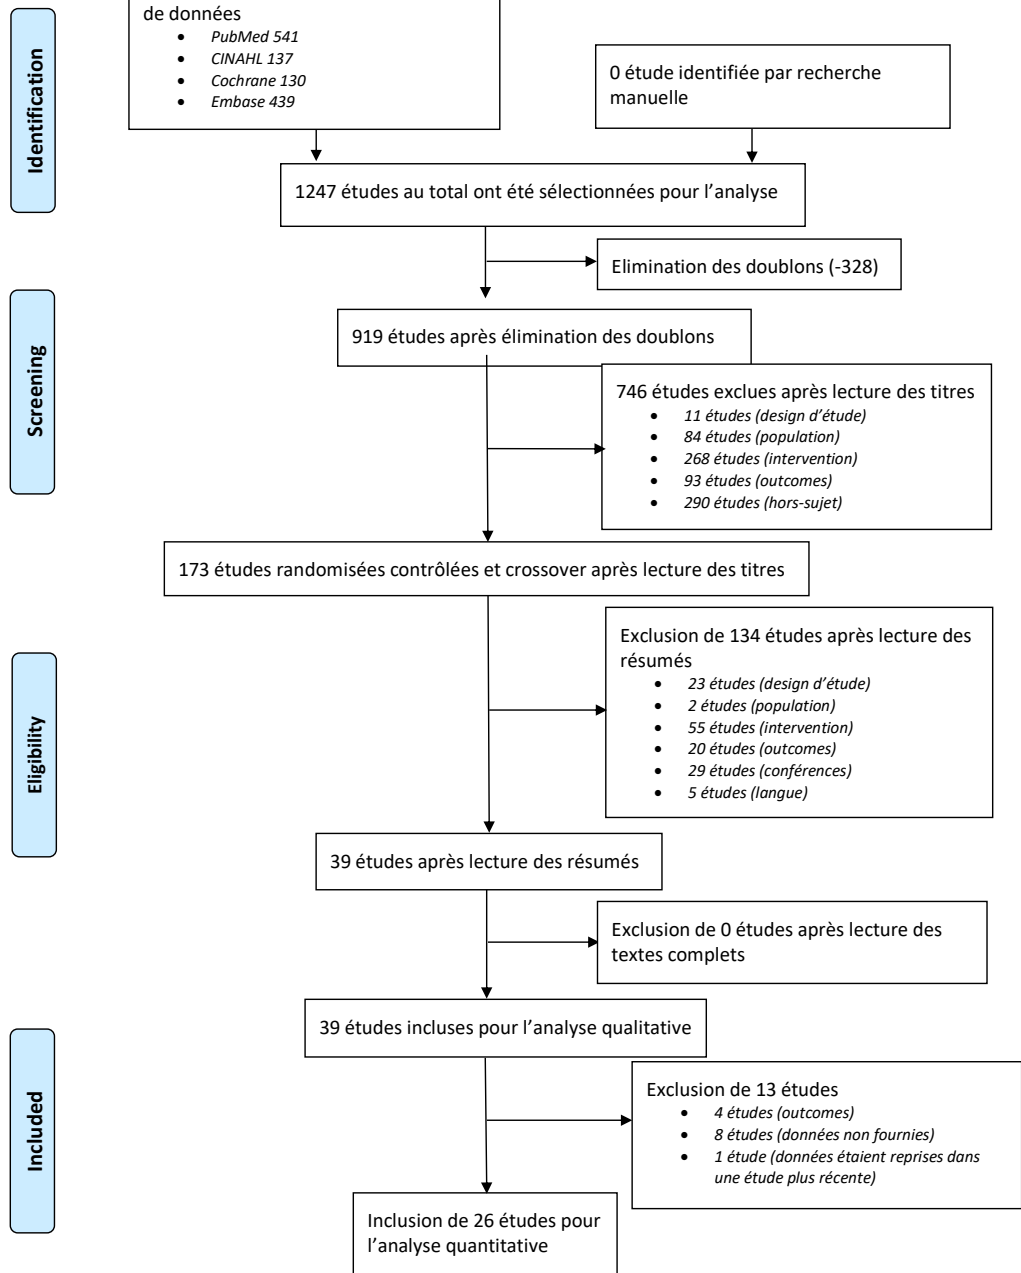 de données
• PubMed 541
• CINAHL 137
• Cochrane 130
• Embase 439
0 étude identifiée par recherche
manuelle
Identification
1247 études au total ont été sélectionnées pour l’analyse
Elimination des doublons (-328)
919 études après élimination des doublons
Screening
746 études exclues après lecture des titres
• 11 études (design d’étude)
• 84 études (population)
• 268 études (intervention)
• 93 études (outcomes)
• 290 études (hors-sujet)
173 études randomisées contrôlées et crossover après lecture des titres
Exclusion de 134 études après lecture des
résumés
• 23 études (design d’étude)
• 2 études (population)
• 55 études (intervention)
• 20 études (outcomes)
• 29 études (conférences)
• 5 études (langue)
Eligibility
39 études après lecture des résumés
Exclusion de 0 études après lecture des
textes complets
39 études incluses pour l’analyse qualitative
Included
Exclusion de 13 études
• 4 études (outcomes)
• 8 études (données non fournies)
• 1 étude (données étaient reprises dans
une étude plus récente)
Inclusion de 26 études pour
l’analyse quantitative